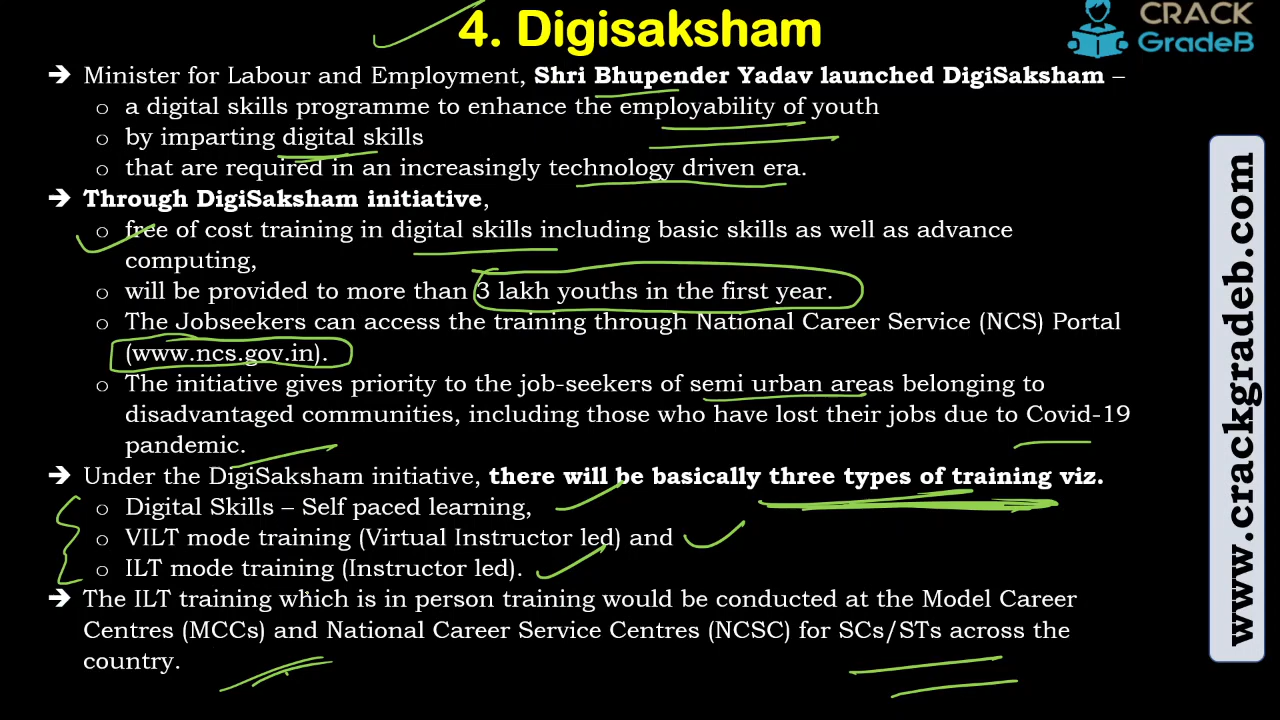 4. Digisaksham
CRACK
GradeB
➔ Minister for Labour and Employment, Shri Bhupender Yadav launched DigiSaksham –
o a digital skills programme to enhance the employability of youth
o by imparting digital skills
o that are required in an increasingly technology driven era.
➔ Through DigiSaksham initiative,
o free of cost training in digital skills including basic skills as well as advance
computing,
o will be provided to more than 3 lakh youths in the first year.
o The Jobseekers can access the training through National Career Service (NCS) Portal
(www.ncs.gov.in).
o The initiative gives priority to the job-seekers of semi urban areas belonging to
disadvantaged communities, including those who have lost their jobs due to Covid-19
pandemic.
➔ Under the DigiSaksham initiative, there will be basically three types of training viz.
o Digital Skills – Self paced learning,
o VILT mode training (Virtual Instructor led) and
o ILT mode training (Instructor led).
➔ The ILT training which is in person training would be conducted at the Model Career
Centres (MCCs) and National Career Service Centres (NCSC) for SCs/STs across the
country.
www.crackgradeb.com